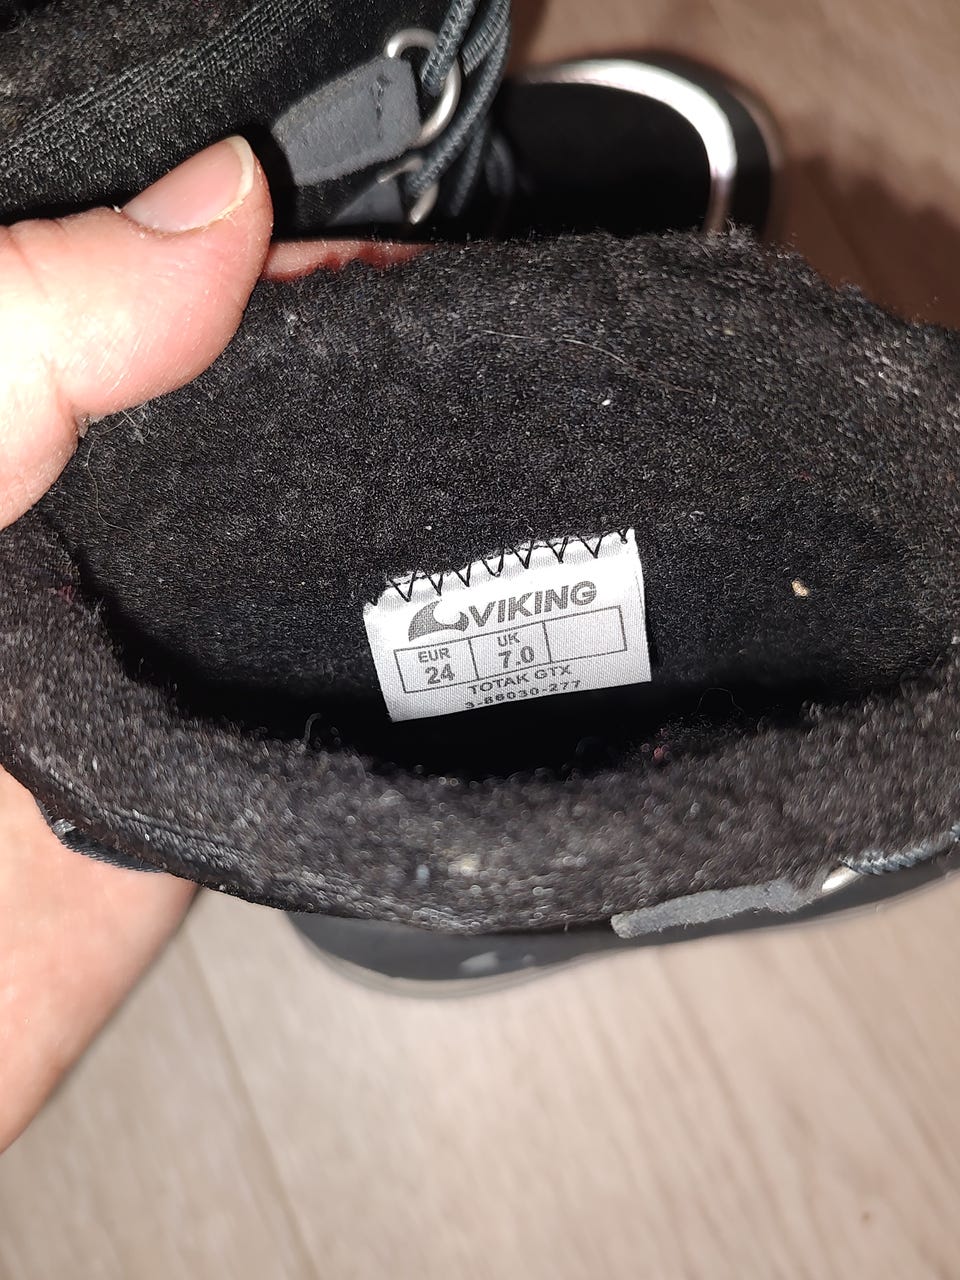 VIKING
EUR UK
24 7.0
TOTAK GTX
3-86030-277